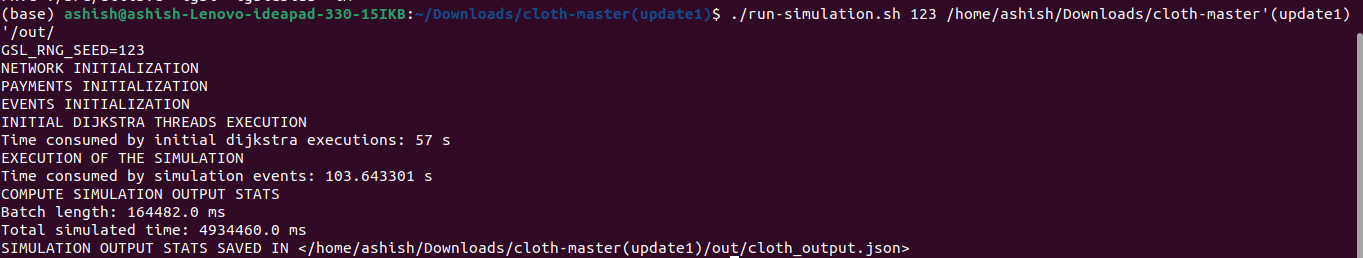 (base) ashish@ashish-Lenovo-ideapad-330-15IKB:~/Downloads/cloth-master(update1)$ ./run-simulation.sh 123 /home/ashish/Downloads/cloth-master'(update1)
'/out/
GSL_RNG_SEED=123
NETWORK INITIALIZATION
PAYMENTS INITIALIZATION
EVENTS INITIALIZATION
INITIAL DIJKSTRA THREADS EXECUTION
Time consumed by initial dijkstra executions: 57 s
EXECUTION OF THE SIMULATION
Time consumed by simulation events: 103.643301 s
COMPUTE SIMULATION OUTPUT STATS
Batch length: 164482.0 ms
Total simulated time: 4934460.0 ms
SIMULATION OUTPUT STATS SAVED IN </home/ashish/Downloads/cloth-master(update1)/out/cloth_output.json>